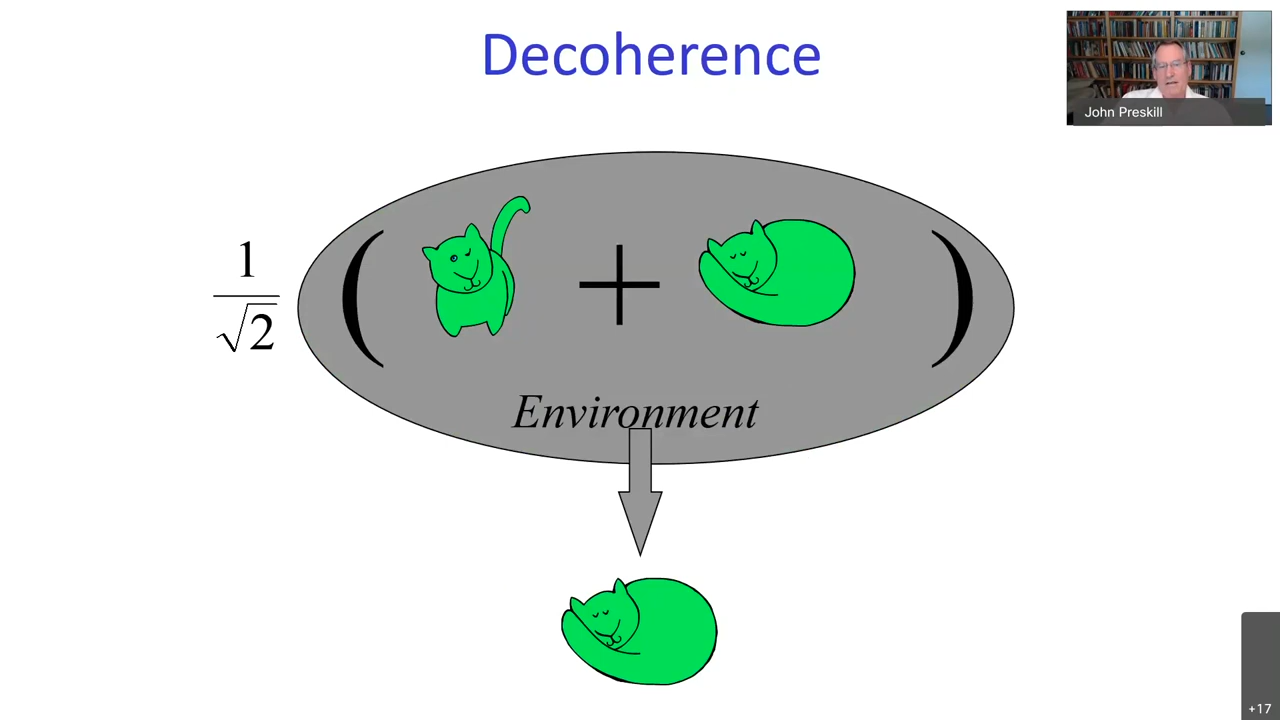 Decoherence
John Preskill
1
√2
( + )
Environment
+17